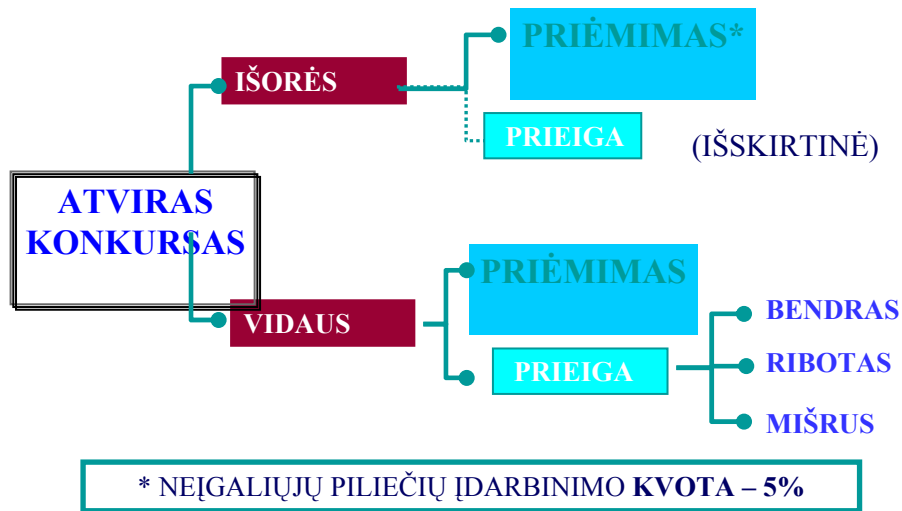 PRIĖMIMAS*
IŠORĖS
PRIEIGA
(IŠSKIRTINĖ)
ATVIRAS
KONKURSAS
PRIĖMIMAS
VIDAUS
BENDRAS
PRIEIGA
RIBOTAS
MIŠRUS
* NEĮGALIŲJŲ PILIEČIŲ ĮDARBINIMO KVOTA – 5%